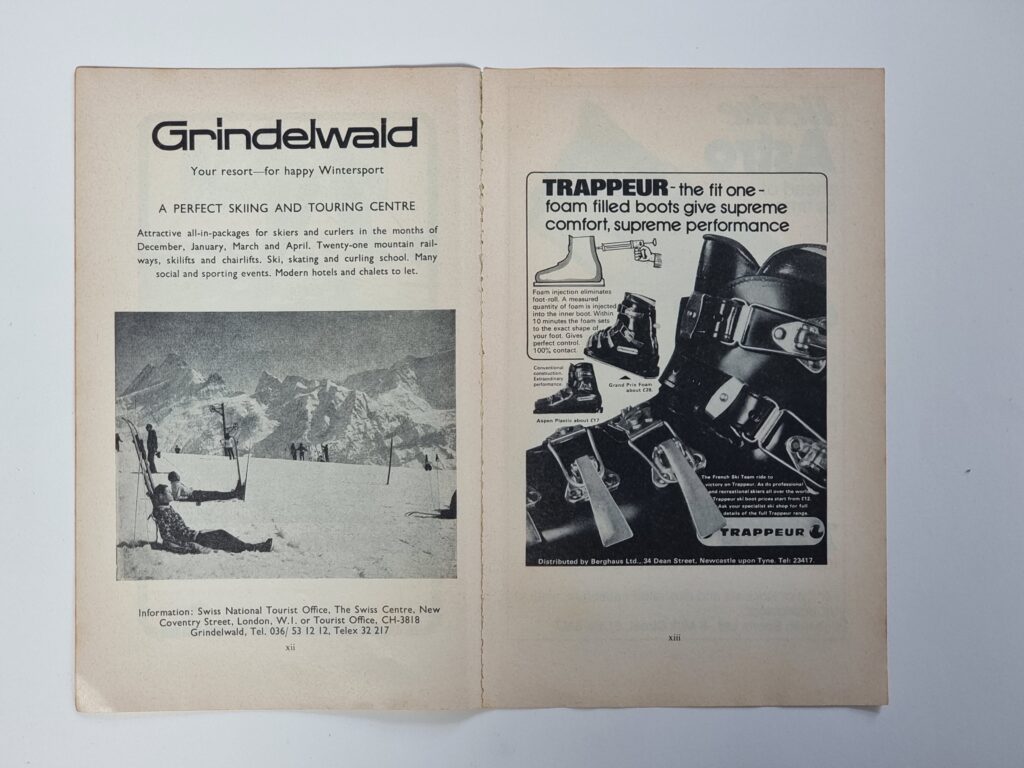 Grindelwald
Your resort—for happy Wintersport
A PERFECT SKIING AND TOURING CENTRE
Attractive all-in-packages for skiers and curlers in the months of
December, January, March and April. Twenty-one mountain rail-
ways, skilifts and chairlifts. Ski, skating and curling school. Many
social and sporting events. Modern hotels and chalets to let.
Information: Swiss National Tourist Office, The Swiss Centre, New
Coventry Street, London, W.1. or Tourist Office, CH-3818
Grindelwald, Tel. 036/ 53 12 12, Telex 32 217
xii
TRAPPEUR - the fit one -
foam filled boots give supreme
comfort, supreme performance
Foam injection eliminates
foot-roll. A measured
quantity of foam is injected
into the inner boot. Within
10 minutes the foam sets
to the exact shape of
your foot. Gives
perfect control.
100% contact.
Conventional
construction.
Extraordinary
performance.
Grand Prix Foam
about £28.
Aspen Plastic about £17
The French Ski Team ride to
victory on Trappeur. As do professional
and recreational skiers all over the world.
Trappeur ski boot prices start from £12.
Ask your specialist ski shop for full
details of the full Trappeur range.
TRAPPEUR
Distributed by Berghaus Ltd., 34 Dean Street, Newcastle upon Tyne. Tel: 23417.
xiii